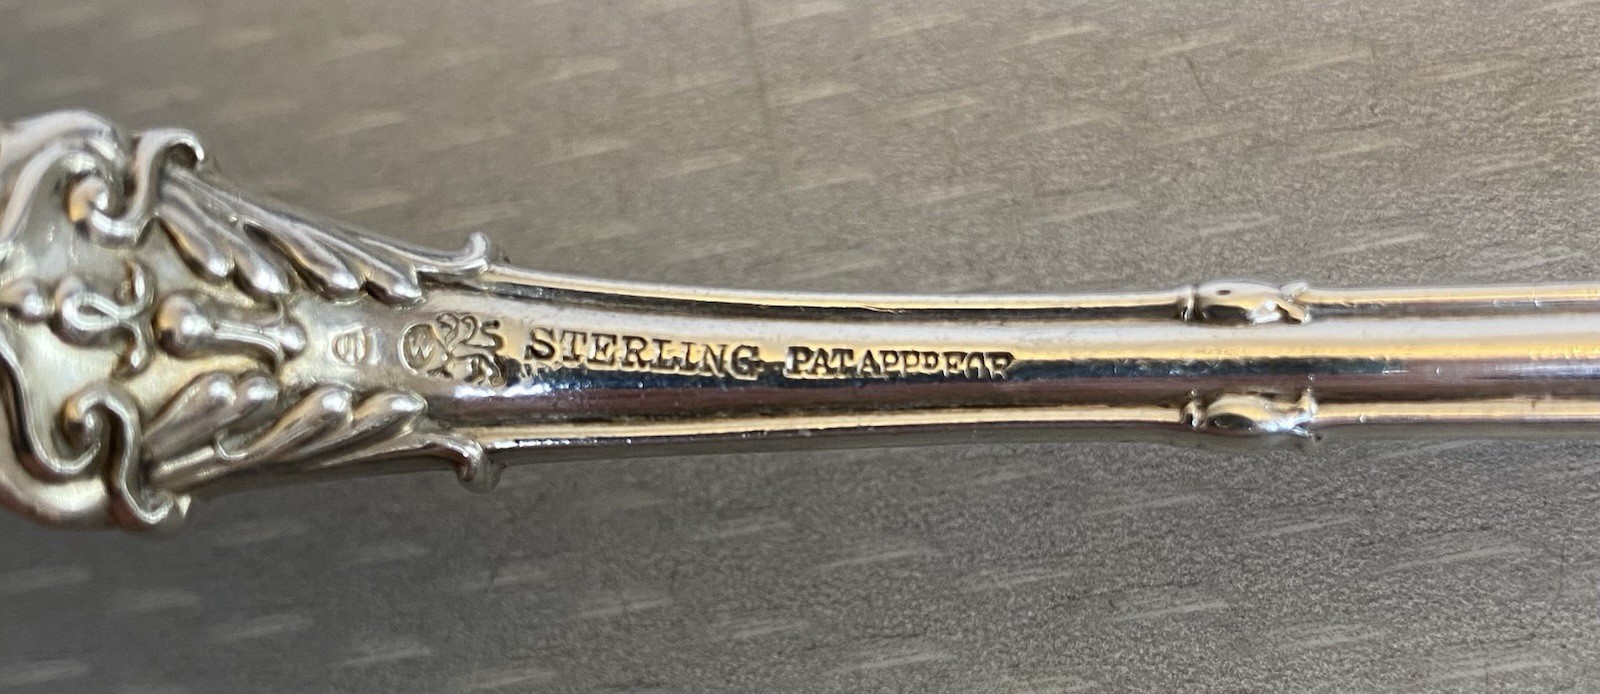 W STERLING PAT.APPD.FOR